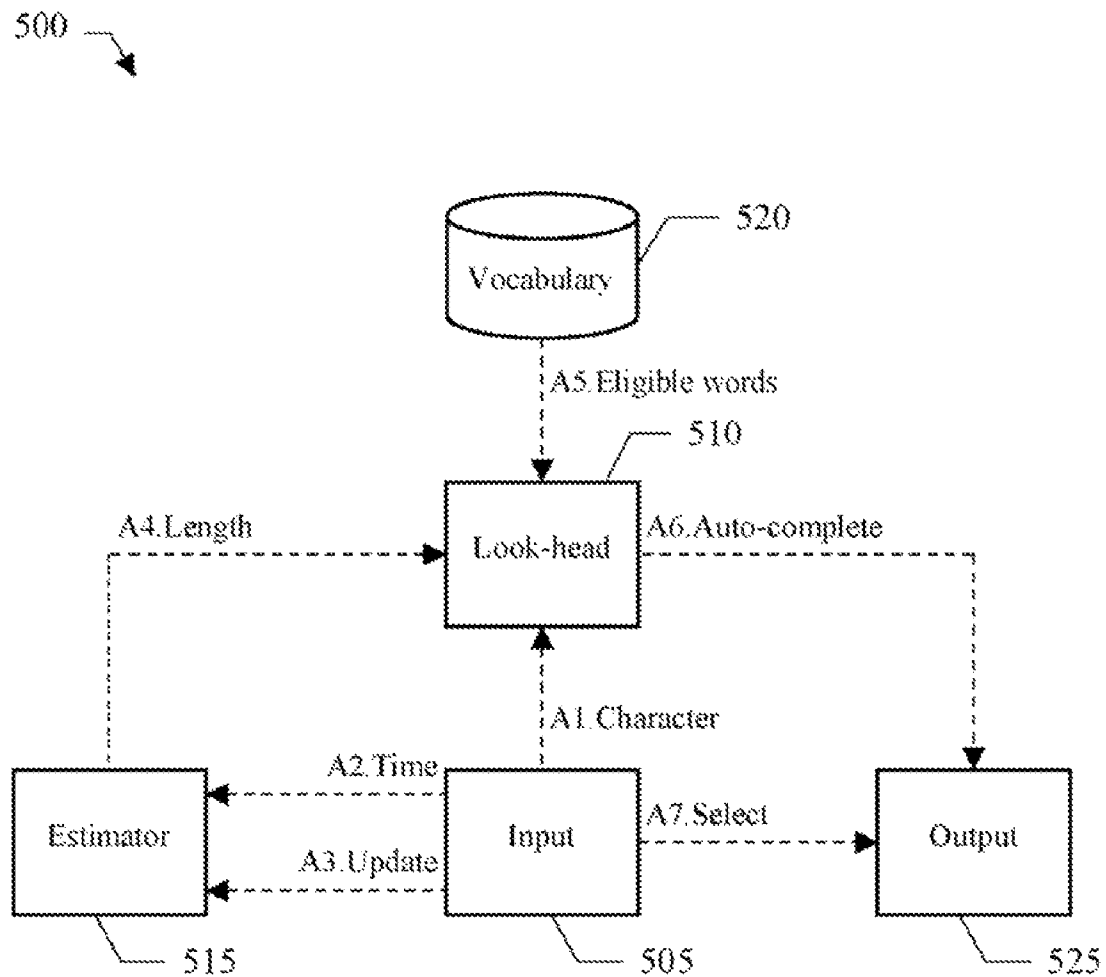 500
520
Vocabulary
A5.Eligible words
510
A4.Length
Look-head
A6.Auto-complete
A1.Character
A2.Time
A7.Select
Estimator
Input
Output
A3.Update
515
505
525